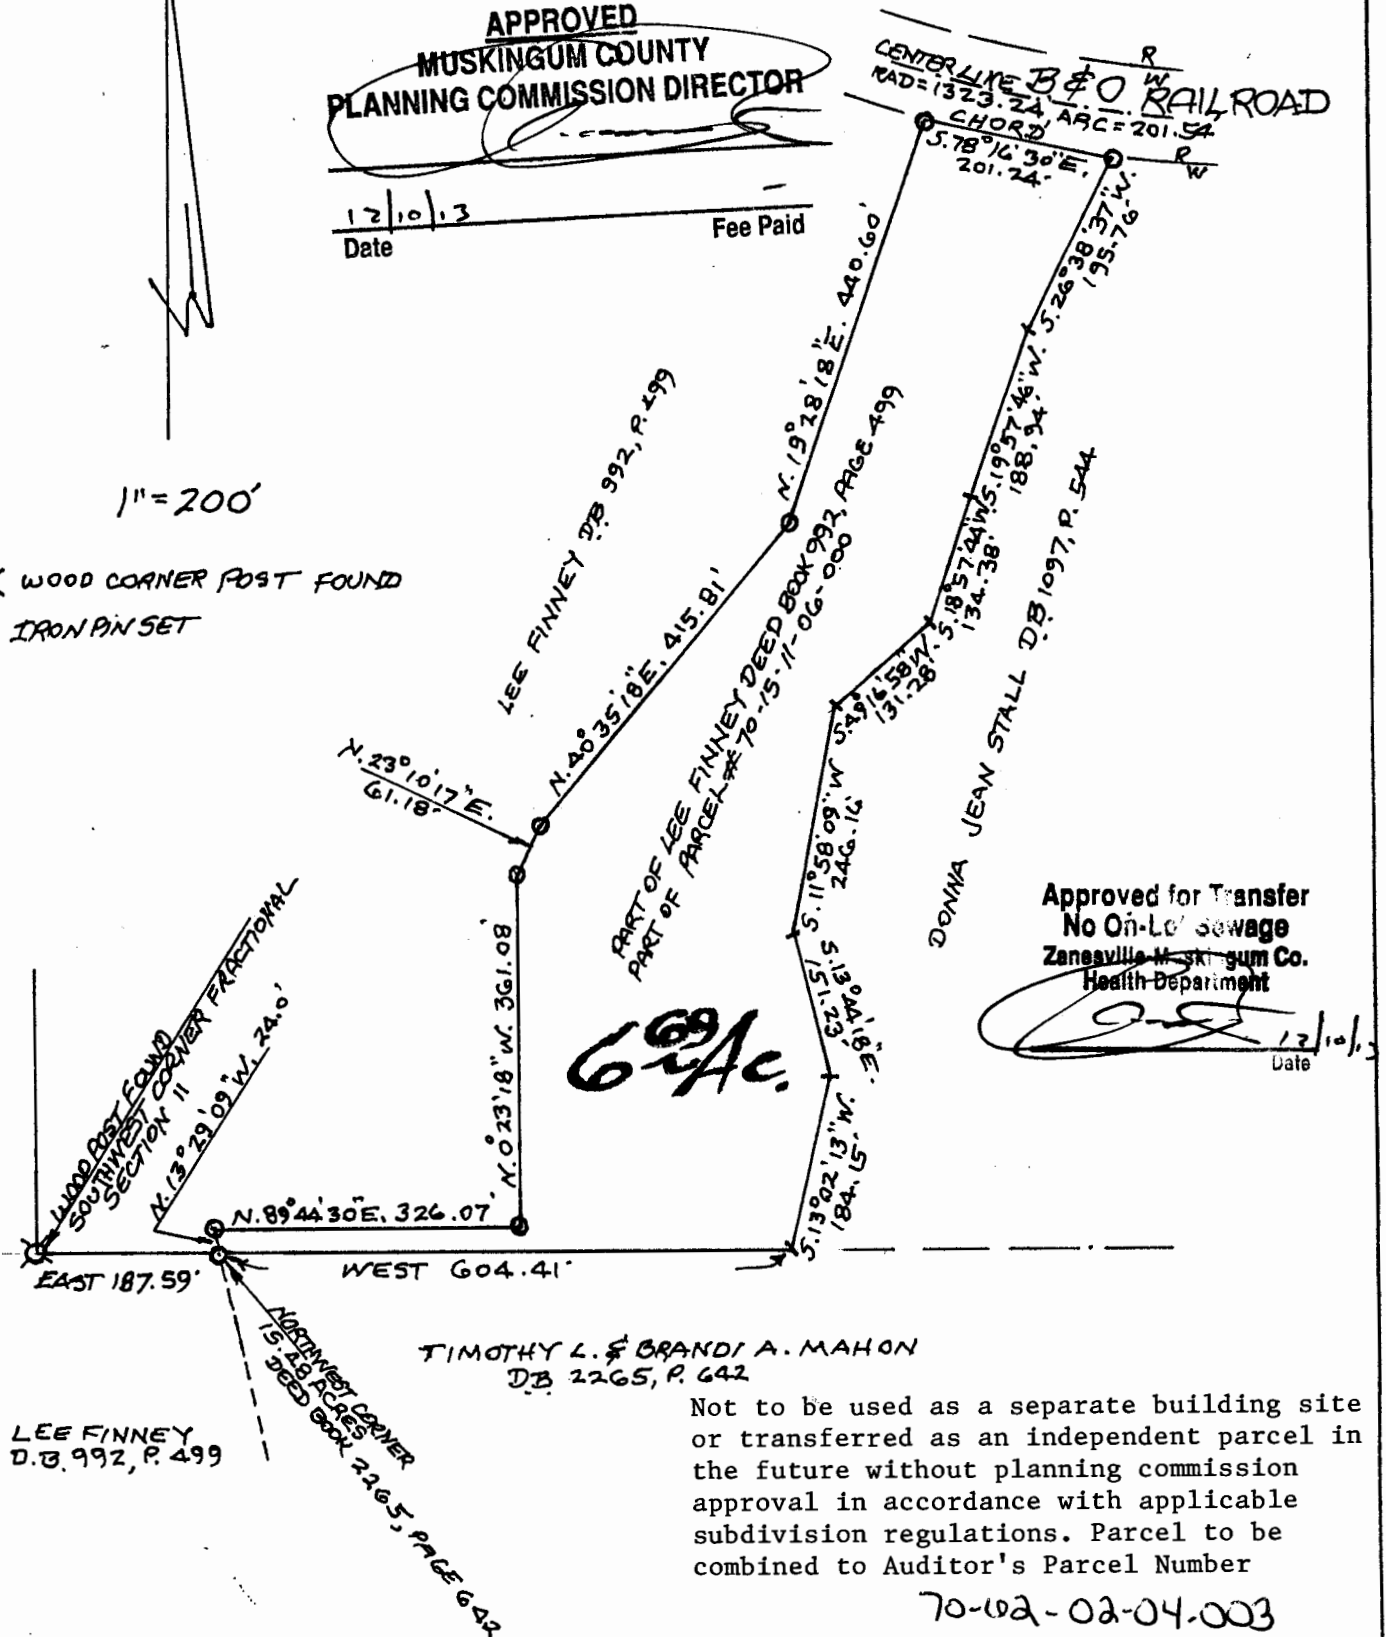 APPROVED
MUSKINGUM COUNTY
PLANNING COMMISSION DIRECTOR
12/10/13
Date
Fee Paid
CENTERLINE B & O RAILROAD
RAD=1323.24, ARC=201.54
CHORD
S.78°16'30"E.
201.24'
R
W
R
W
N
1"=200'
WOOD CORNER POST FOUND
IRON PIN SET
N.19°28'18"E. 440.60'
S.26°38'37"W.
195.76'
S.19°57'46"W.
188.94'
S.18°57'44"W.
134.38'
S.49°16'58"W.
131.28'
S.11°58'09"W
246.16'
S.13°44'18"E.
151.23'
S.13°02'13"W.
184.15'
LEE FINNEY DB 992, P. 499
N.40°35'18"E. 415.81'
N.23°10'17"E.
61.18'
PART OF LEE FINNEY DEED BOOK 992, PAGE 499
PART OF PARCEL# 70-15-11-06-000
DONNA JEAN STALL DB 1097, P. 544
N.0°23'18"W. 361.08'
6 69 Ac.
Approved for Transfer
No On-Lot Sewage
Zanesville-Muskingum Co.
Health Department
12/10/13
Date
WOOD POST FOUND
SOUTHWEST CORNER FRACTIONAL
SECTION 11
N.13°29'09"W. 24.0'
N.89°44'30"E. 326.07'
EAST 187.59'
WEST 604.41'
NORTHWEST CORNER
15.48 ACRES
DEED BOOK 2265, PAGE 642
TIMOTHY L. & BRANDI A. MAHON
DB 2265, P. 642
LEE FINNEY
D.B. 992, P. 499
Not to be used as a separate building site
or transferred as an independent parcel in
the future without planning commission
approval in accordance with applicable
subdivision regulations. Parcel to be
combined to Auditor's Parcel Number
70-02-02-04-003